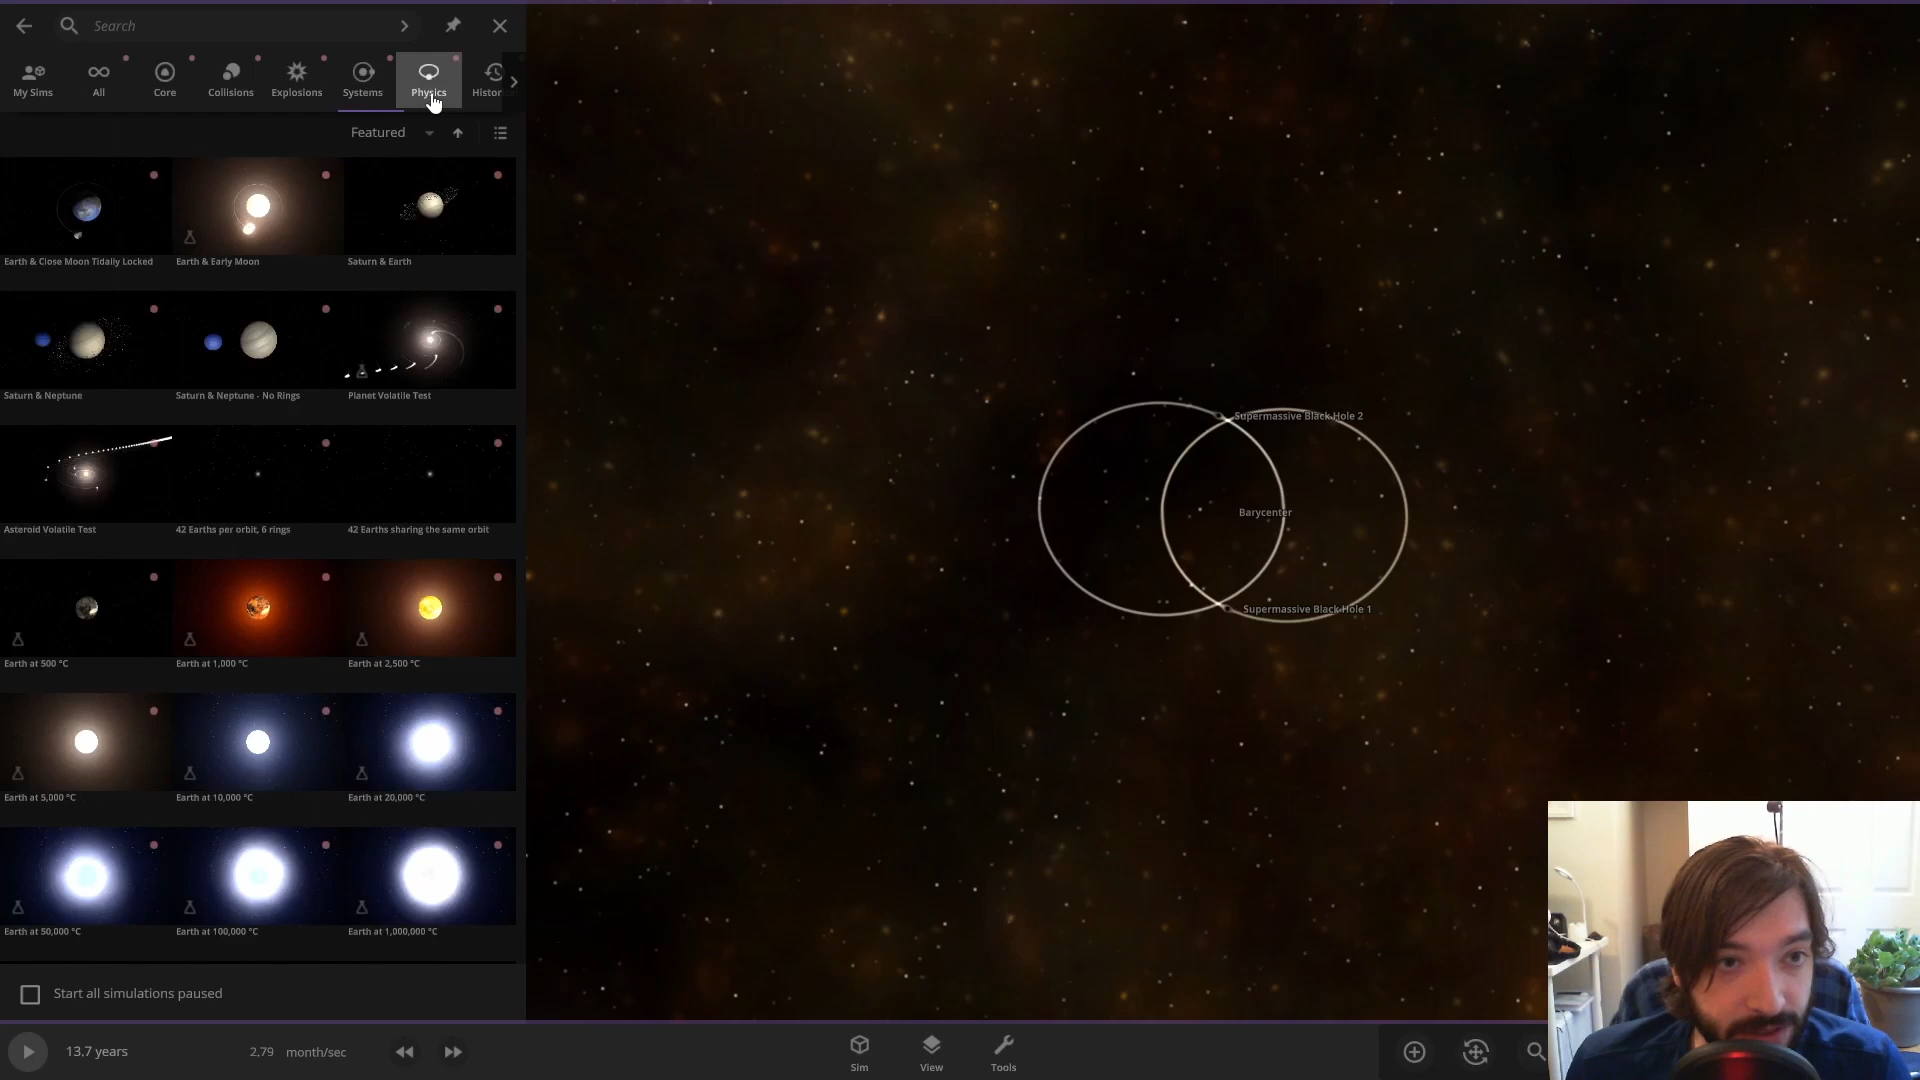 Search
My Sims
All
Core
Collisions
Explosions
Systems
Physics
Histor
Featured
Earth & Close Moon Tidally Locked
Earth & Early Moon
Saturn & Earth
Saturn & Neptune
Saturn & Neptune - No Rings
Planet Volatile Test
Asteroid Volatile Test
42 Earths per orbit, 6 rings
42 Earths sharing the same orbit
Earth at 500 °C
Earth at 1,000 °C
Earth at 2,500 °C
Earth at 5,000 °C
Earth at 10,000 °C
Earth at 20,000 °C
Earth at 50,000 °C
Earth at 100,000 °C
Earth at 1,000,000 °C
Start all simulations paused
Supermassive Black Hole 2
Barycenter
Supermassive Black Hole 1
13.7 years
2,79 month/sec
Sim
View
Tools